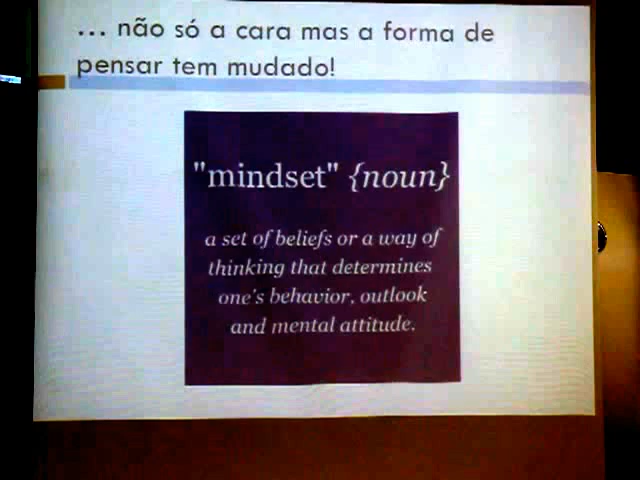 ... não só a cara mas a forma de
pensar tem mudado!
"mindset" {noun}
a set of beliefs or a way of
thinking that determines
one's behavior, outlook
and mental attitude.